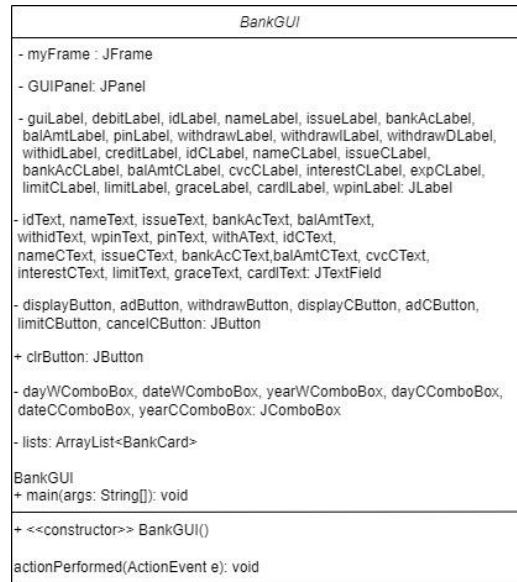 BankGUI
- myFrame : JFrame
- GUIPanel: JPanel
- guiLabel, debitLabel, idLabel, nameLabel, issueLabel, bankAcLabel,
balAmtLabel, pinLabel, withdrawLabel, withdrawlLabel, withdrawDLabel,
withidLabel, creditLabel, idCLabel, nameCLabel, issueCLabel,
bankAcCLabel, balAmtCLabel, cvcCLabel, interestCLabel, expCLabel,
limitCLabel, limitLabel, graceLabel, cardlLabel, wpinLabel: JLabel
- idText, nameText, issueText, bankAcText, balAmtText,
withidText, wpinText, pinText, withAText, idCText,
nameCText, issueCText, bankAcCText,balAmtCText, cvcCText,
interestCText, limitText, graceText, cardlText: JTextField
- displayButton, adButton, withdrawButton, displayCButton, adCButton,
limitCButton, cancelCButton: JButton
+ clrButton: JButton
- dayWComboBox, dateWComboBox, yearWComboBox, dayCComboBox,
dateCComboBox, yearCComboBox: JComboBox
- lists: ArrayList<BankCard>
BankGUI
+ main(args: String[]): void
+ <<constructor>> BankGUI()
actionPerformed(ActionEvent e): void